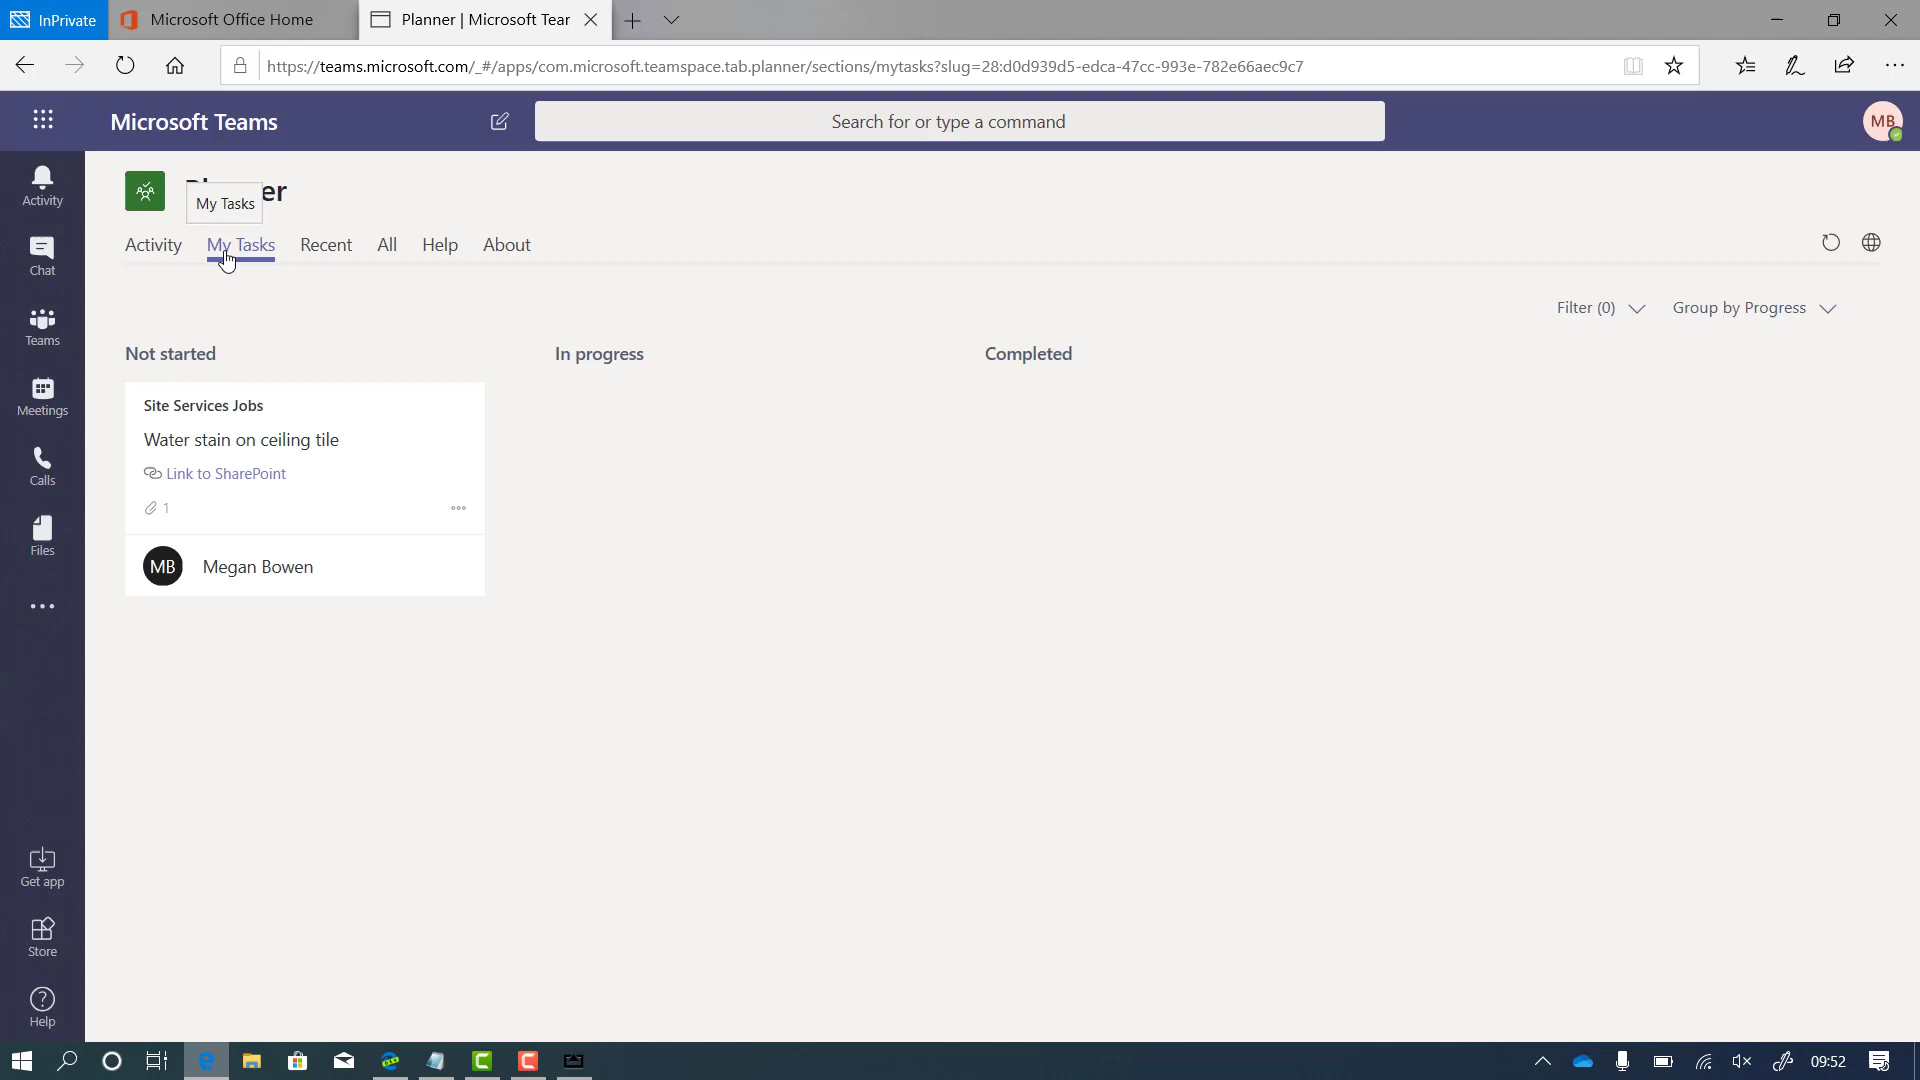 InPrivate
Microsoft Office Home
Planner | Microsoft Tear
https://teams.microsoft.com/_#/apps/com.microsoft.teamspace.tab.planner/sections/mytasks?slug=28:d0d939d5-edca-47cc-993e-782e66aec9c7
Microsoft Teams
Search for or type a command
MB
Activity
Chat
Teams
Meetings
Calls
Files
Get app
Store
Help
My Tasks
Activity My Tasks Recent All Help About
Filter (0) Group by Progress
Not started
In progress
Completed
Site Services Jobs
Water stain on ceiling tile
Link to SharePoint
1
MB Megan Bowen
09:52